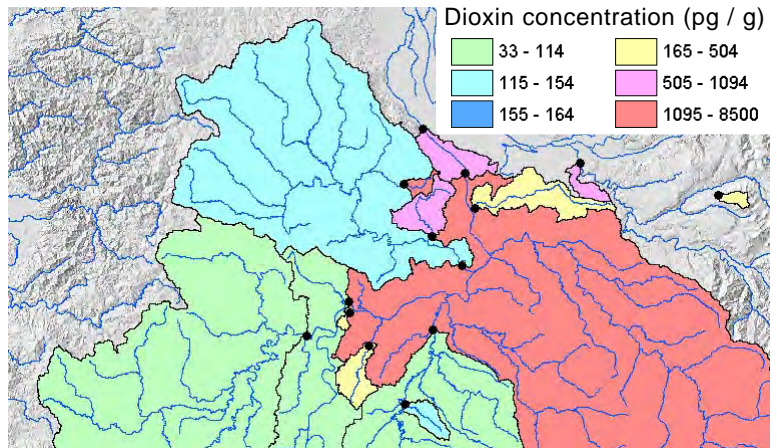 Dioxin concentration (pg / g)
33 - 114
165 - 504
115 - 154
505 - 1094
155 - 164
1095 - 8500